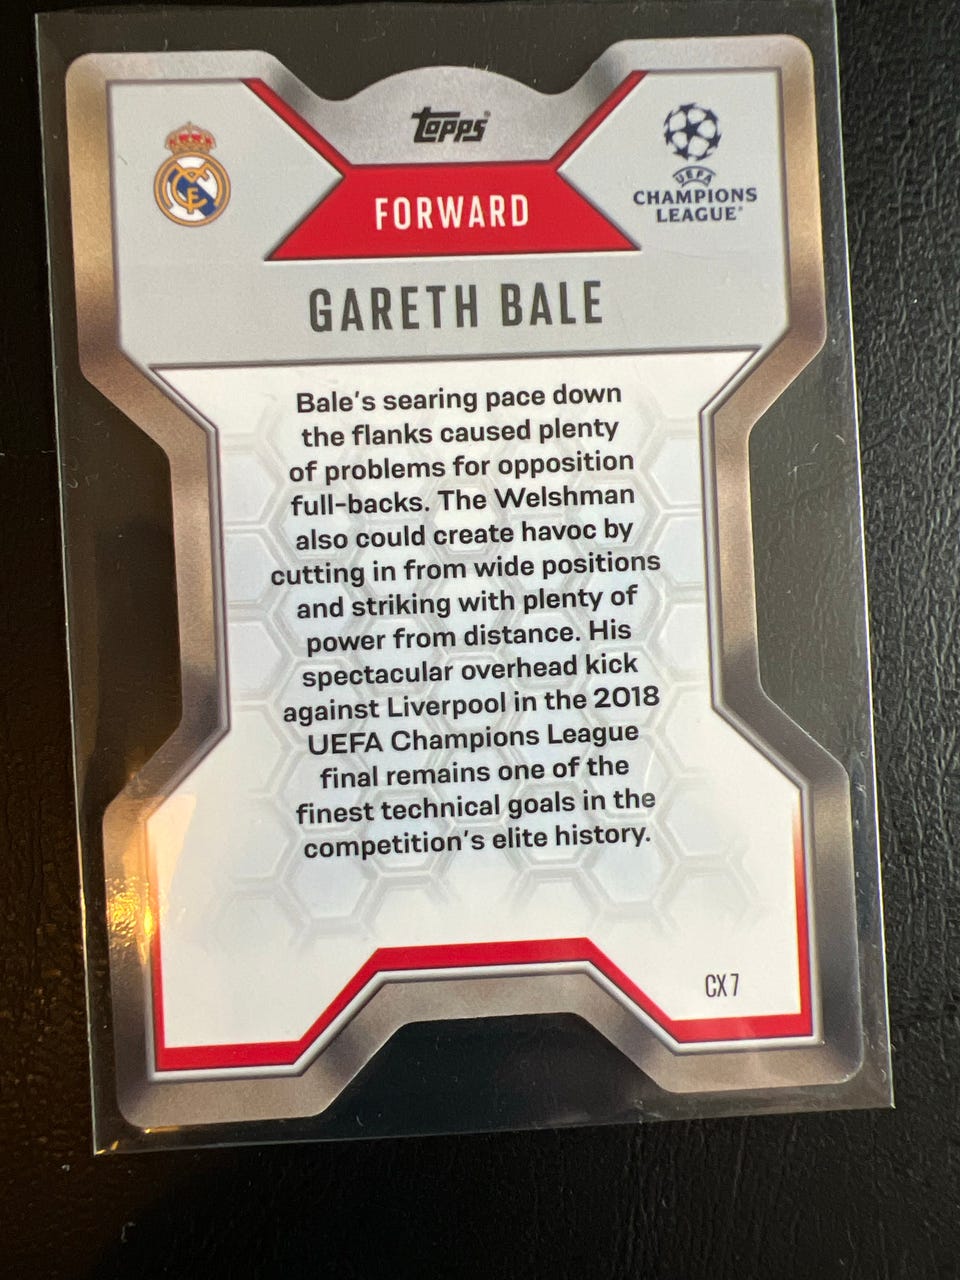 Topps
FORWARD
UEFA
CHAMPIONS
LEAGUE
GARETH BALE
Bale's searing pace down
the flanks caused plenty
of problems for opposition
full-backs. The Welshman
also could create havoc by
cutting in from wide positions
and striking with plenty of
power from distance. His
spectacular overhead kick
against Liverpool in the 2018
UEFA Champions League
final remains one of the
finest technical goals in the
competition's elite history.
CX 7